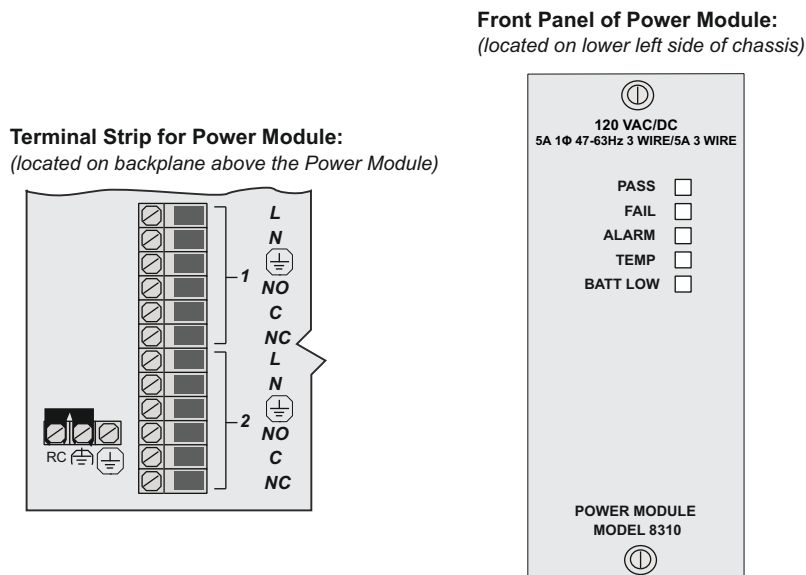 Front Panel of Power Module:
(located on lower left side of chassis)
120 VAC/DC
5A 1Φ 47-63Hz 3 WIRE/5A 3 WIRE
PASS
FAIL
ALARM
TEMP
BATT LOW
POWER MODULE
MODEL 8310
Terminal Strip for Power Module:
(located on backplane above the Power Module)
L
N
1
NO
C
NC
L
N
2
NO
C
NC
RC